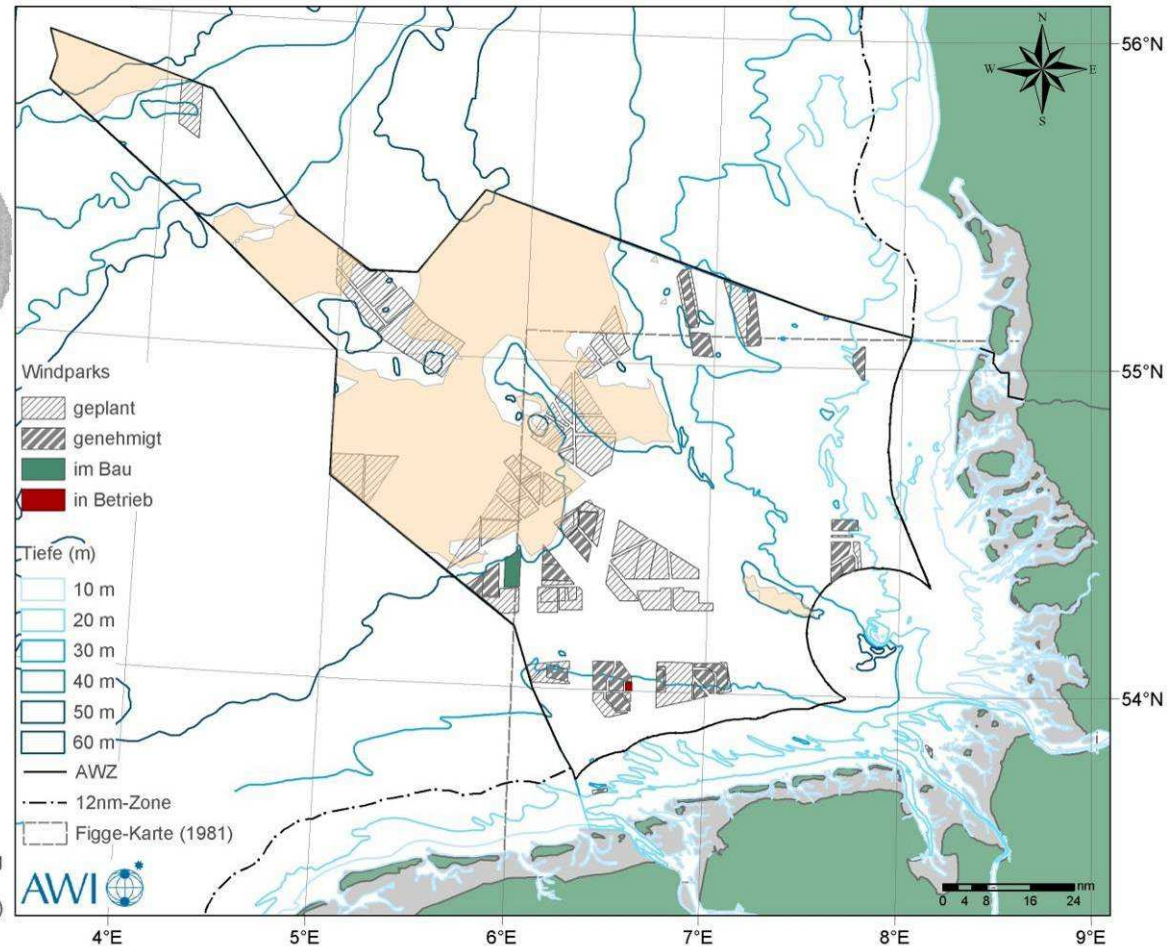 N
W E
S
56°N
55°N
54°N
Windparks
geplant
genehmigt
im Bau
in Betrieb
Tiefe (m)
10 m
20 m
30 m
40 m
50 m
60 m
AWZ
12nm-Zone
Figge-Karte (1981)
AWI
nm
0 4 8 16 24
4°E 5°E 6°E 7°E 8°E 9°E